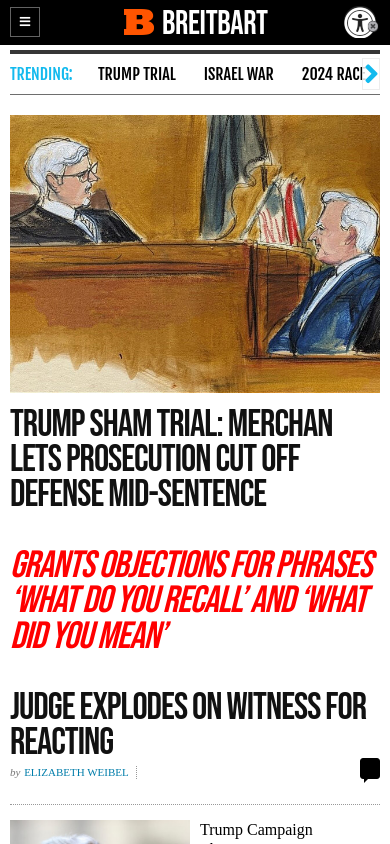 BREITBART
TRENDING:
TRUMP TRIAL
ISRAEL WAR
2024 RACE
TRUMP SHAM TRIAL: MERCHAN
LETS PROSECUTION CUT OFF
DEFENSE MID-SENTENCE
GRANTS OBJECTIONS FOR PHRASES
‘WHAT DO YOU RECALL’ AND ‘WHAT
DID YOU MEAN’
JUDGE EXPLODES ON WITNESS FOR
REACTING
by ELIZABETH WEIBEL
Trump Campaign